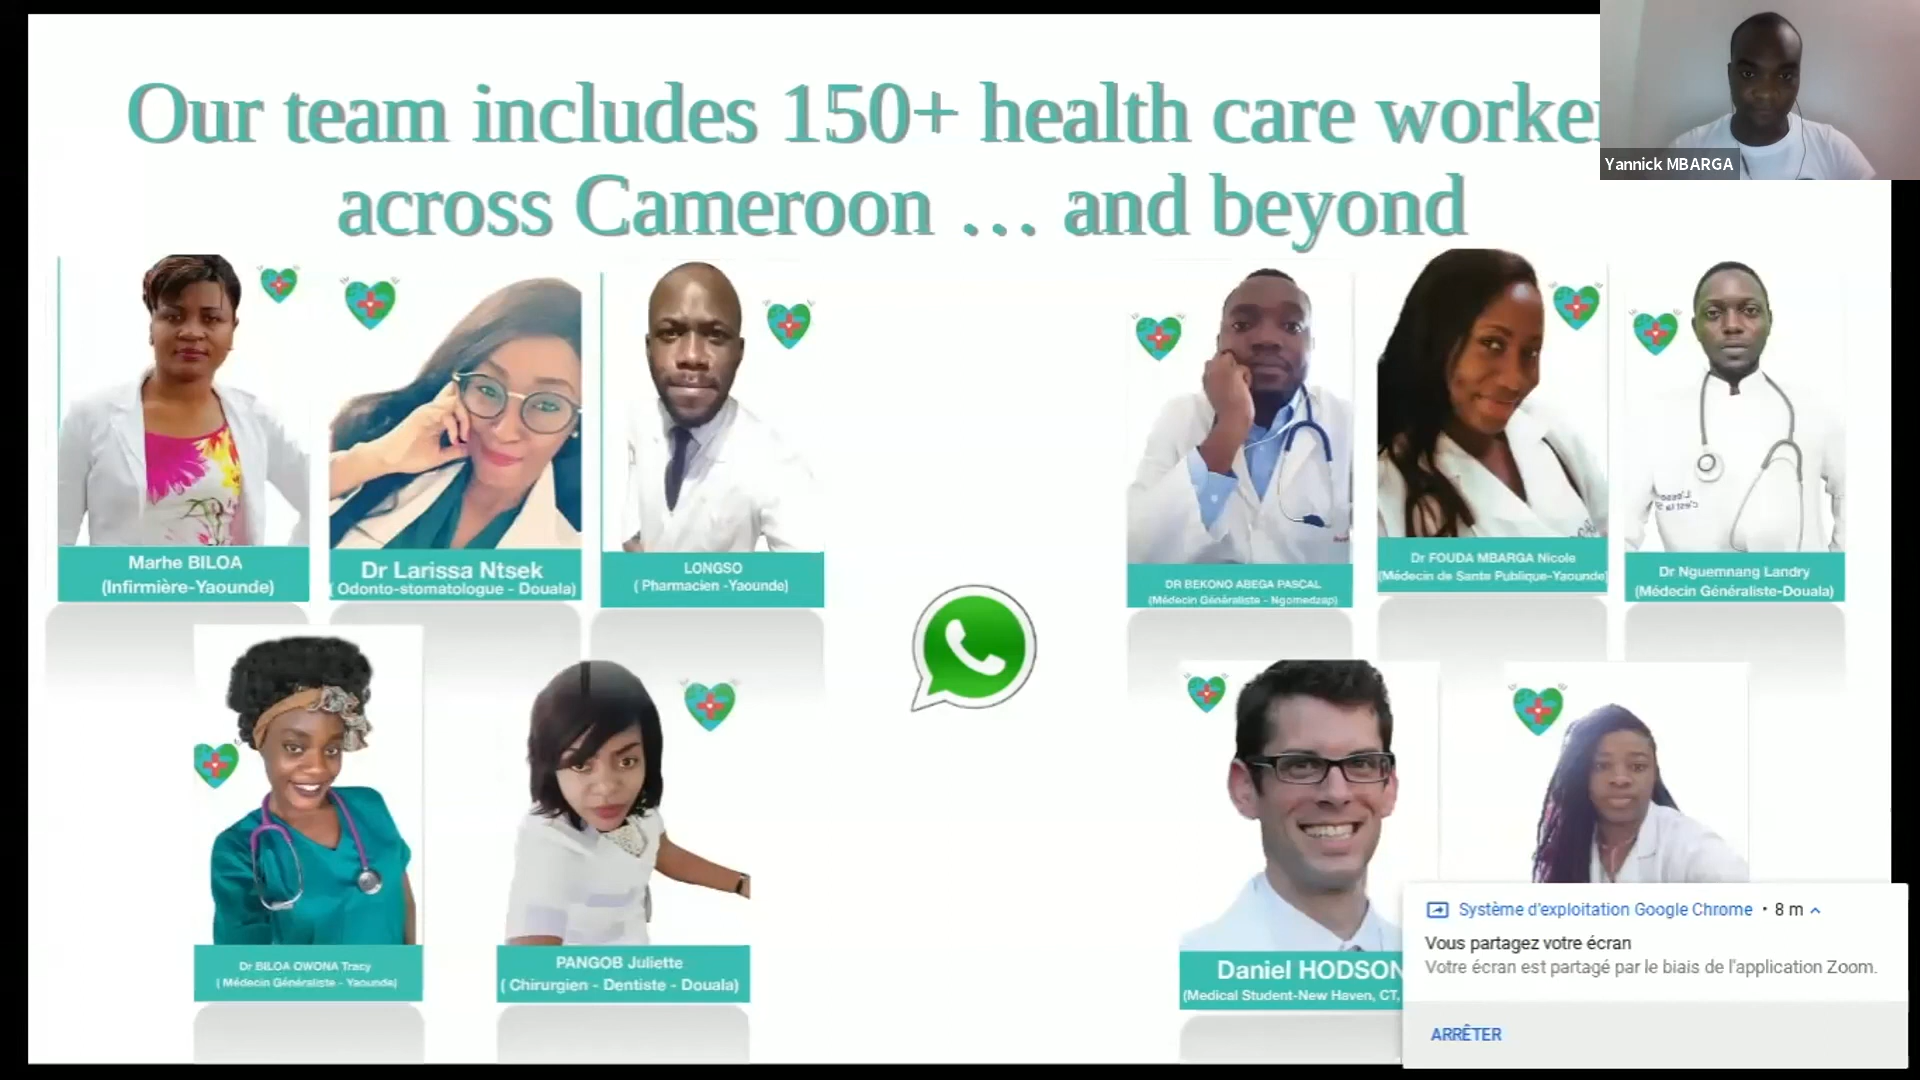 Our team includes 150+ health care worker
across Cameroon … and beyond
Yannick MBARGA
Marhe BILOA
(Infirmière-Yaounde)
Dr Larissa Ntsek
( Odonto-stomatologue - Douala)
LONGSO
( Pharmacien -Yaounde)
DR BEKONO ABEGA PASCAL
(Médecin Généraliste - Ngomedzap)
Dr FOUDA MBARGA Nicole
(Médecin de Sante Publique-Yaounde)
Dr Nguemnang Landry
(Médecin Généraliste-Douala)
Dr BILOA OWONA Tracy
( Médecin Généraliste - Yaounde)
PANGOB Juliette
( Chirurgien - Dentiste - Douala)
Daniel HODSON
(Medical Student-New Haven, CT,
Système d'exploitation Google Chrome • 8 m
Vous partagez votre écran
Votre écran est partagé par le biais de l'application Zoom.
ARRÊTER